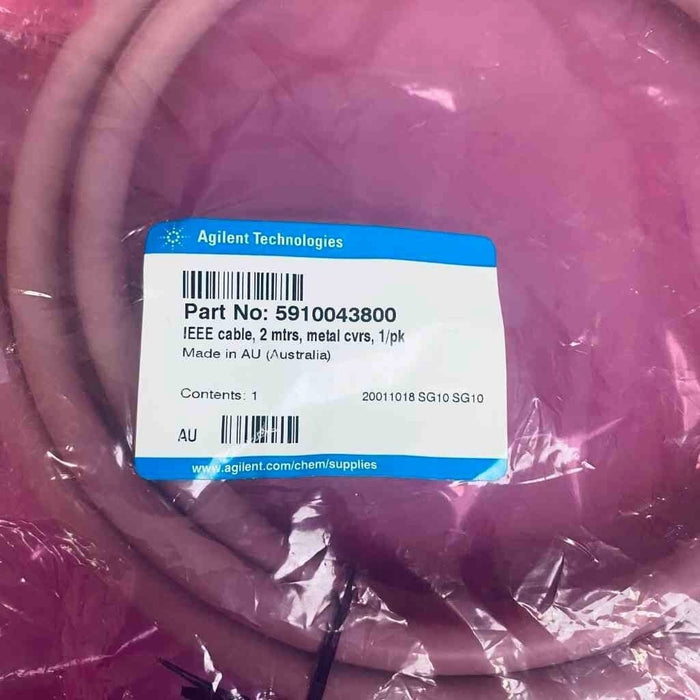 Agilent Technologies
Part No: 5910043800
IEEE cable, 2 mtrs, metal cvrs, 1/pk
Made in AU (Australia)
Contents: 1 20011018 SG10 SG10
AU
www.agilent.com/chem/supplies